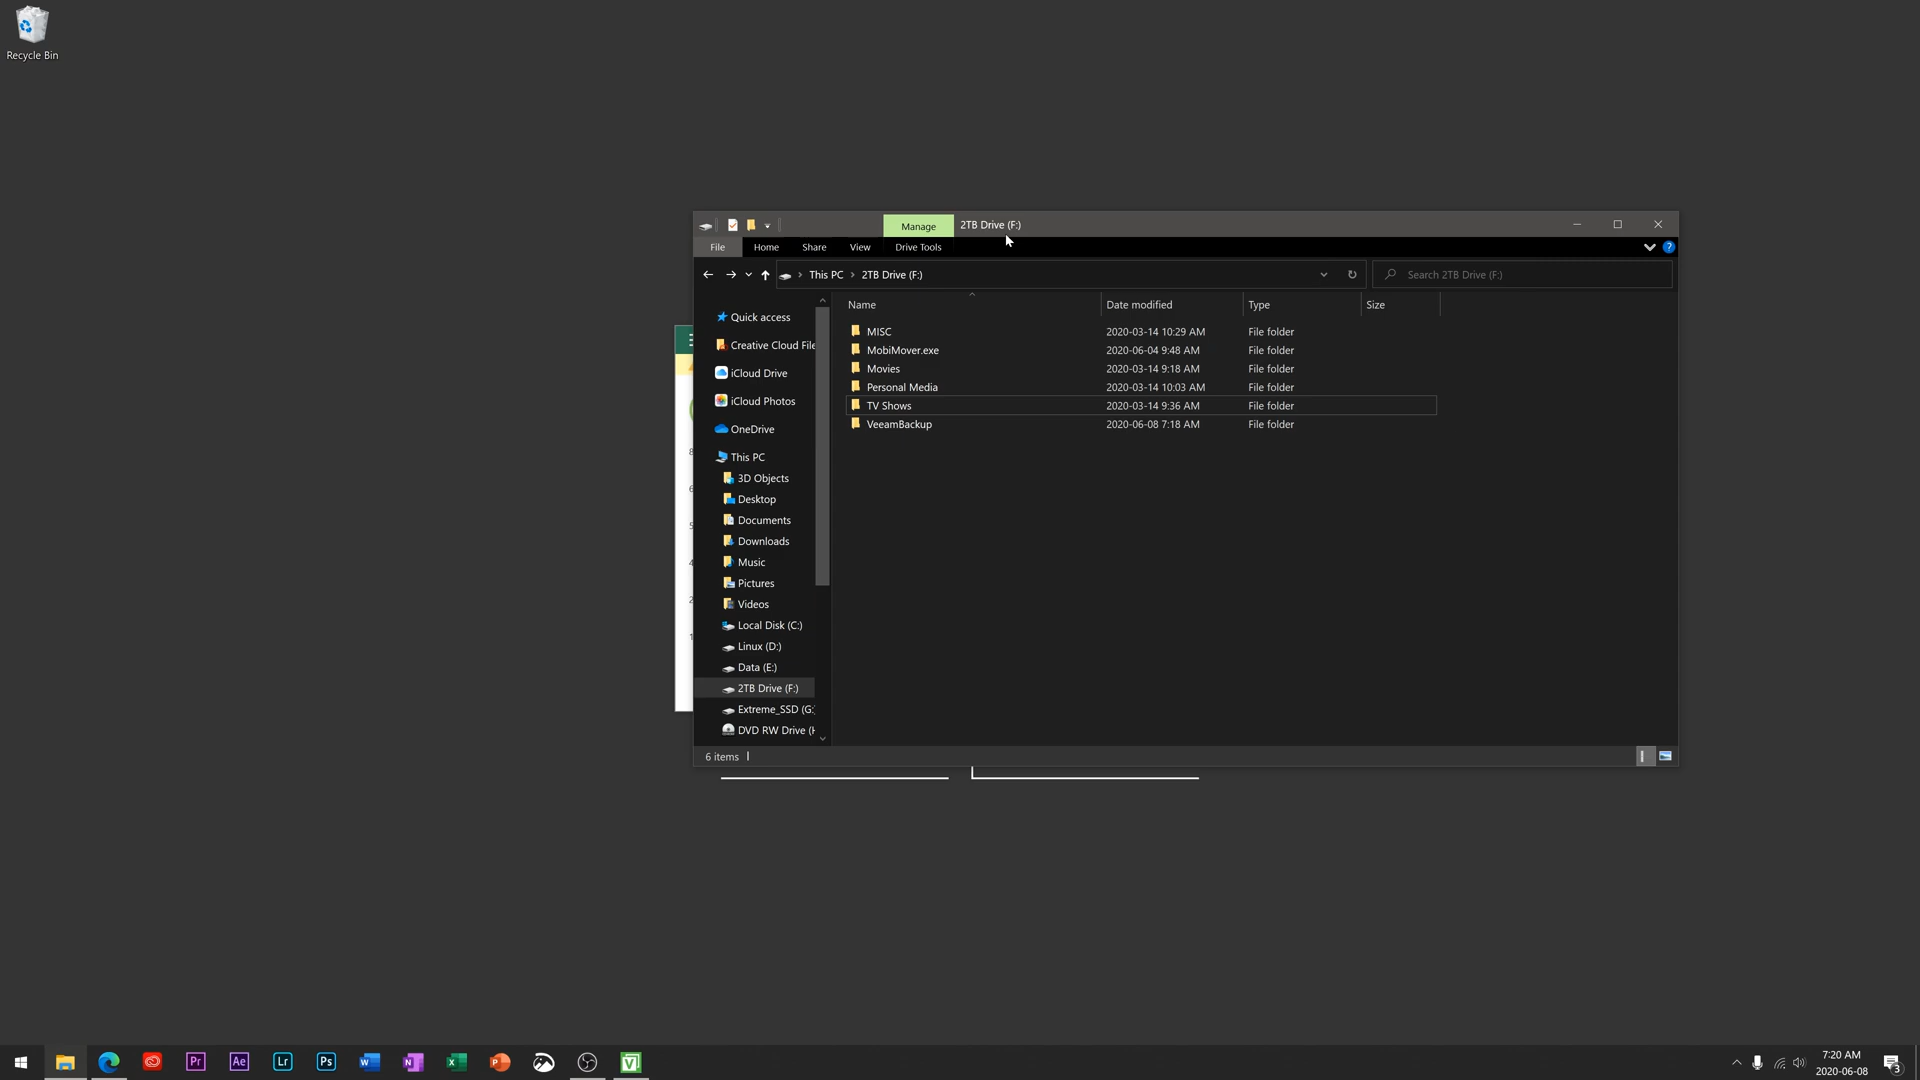 Recycle Bin
Manage
2TB Drive (F:)
File
Home
Share
View
Drive Tools
This PC
2TB Drive (F:)
Search 2TB Drive (F:)
Name
Date modified
Type
Size
Quick access
Creative Cloud File
iCloud Drive
iCloud Photos
OneDrive
This PC
3D Objects
Desktop
Documents
Downloads
Music
Pictures
Videos
Local Disk (C:)
Linux (D:)
Data (E:)
2TB Drive (F:)
Extreme_SSD (G:
DVD RW Drive (H
MISC 2020-03-14 10:29 AM File folder
MobiMover.exe 2020-06-04 9:48 AM File folder
Movies 2020-03-14 9:18 AM File folder
Personal Media 2020-03-14 10:03 AM File folder
TV Shows 2020-03-14 9:36 AM File folder
VeeamBackup 2020-06-08 7:18 AM File folder
6 items
Pr
Ae
Lr
Ps
W
N
X
P
V
7:20 AM
2020-06-08
3